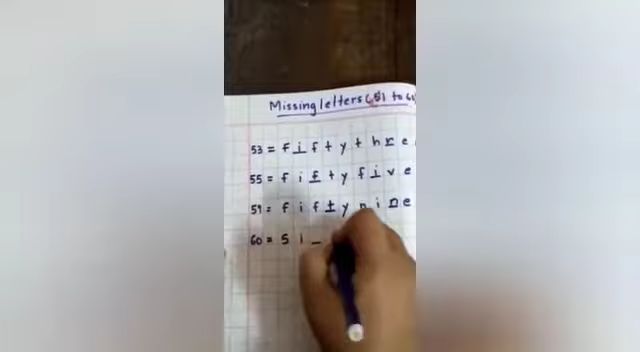 Missing letters (51 to 60
53 = f i f t y t h r e e
55 = f i f t y f i v e
59 = f i f t y n i n e
60 = s i _